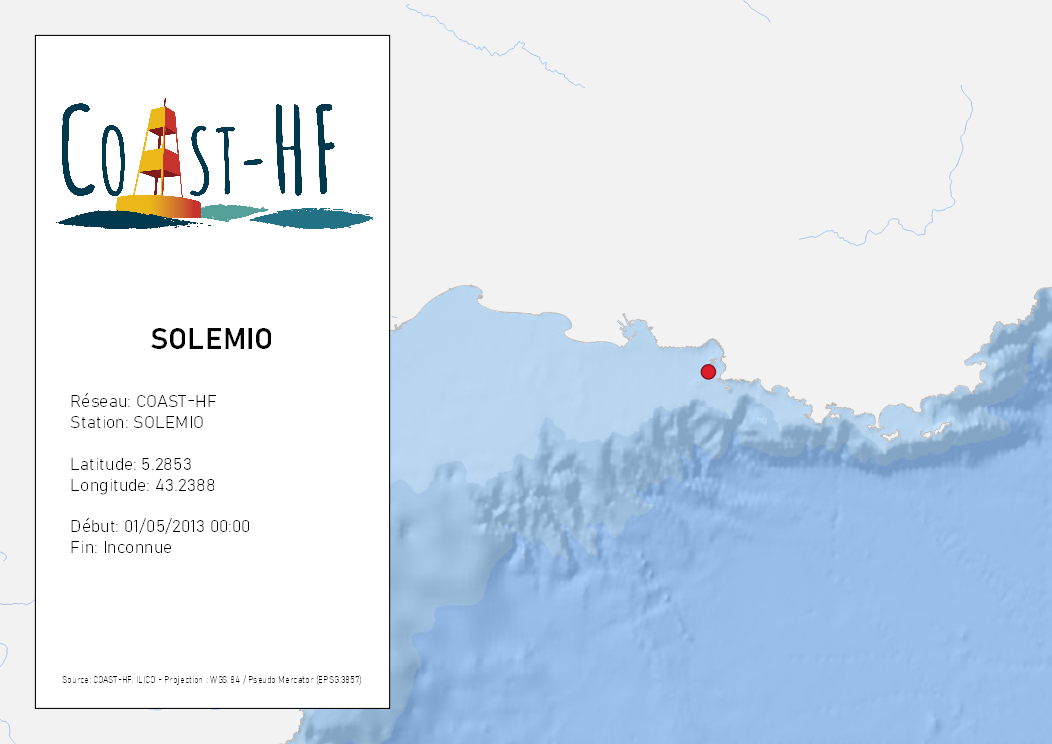 COAST-HF
SOLEMIO
Réseau: COAST-HF
Station: SOLEMIO
Latitude: 5.2853
Longitude: 43.2388
Début: 01/05/2013 00:00
Fin: Inconnue
Source: COAST-HF, ILICO - Projection : WGS 84 / Pseudo Mercator (EPSG:3857)